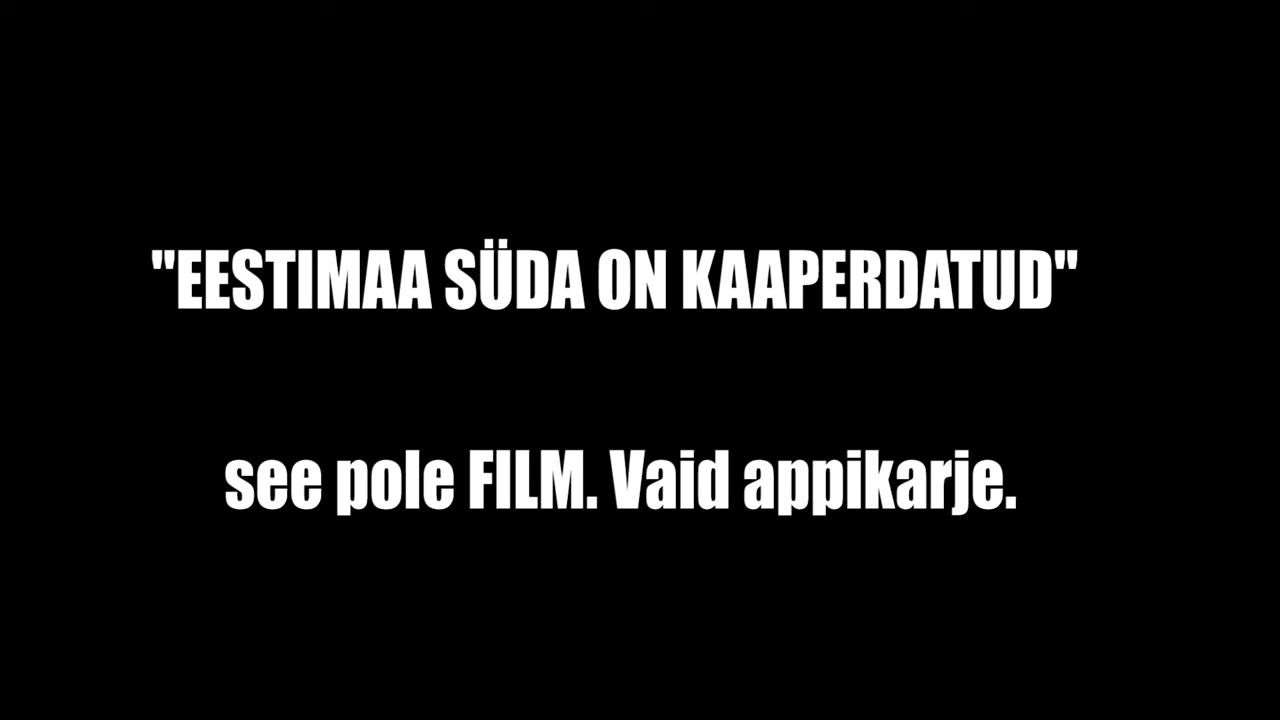 "EESTIMAA SÜDA ON KAAPERDATUD"
see pole FILM. Vaid appikarje.